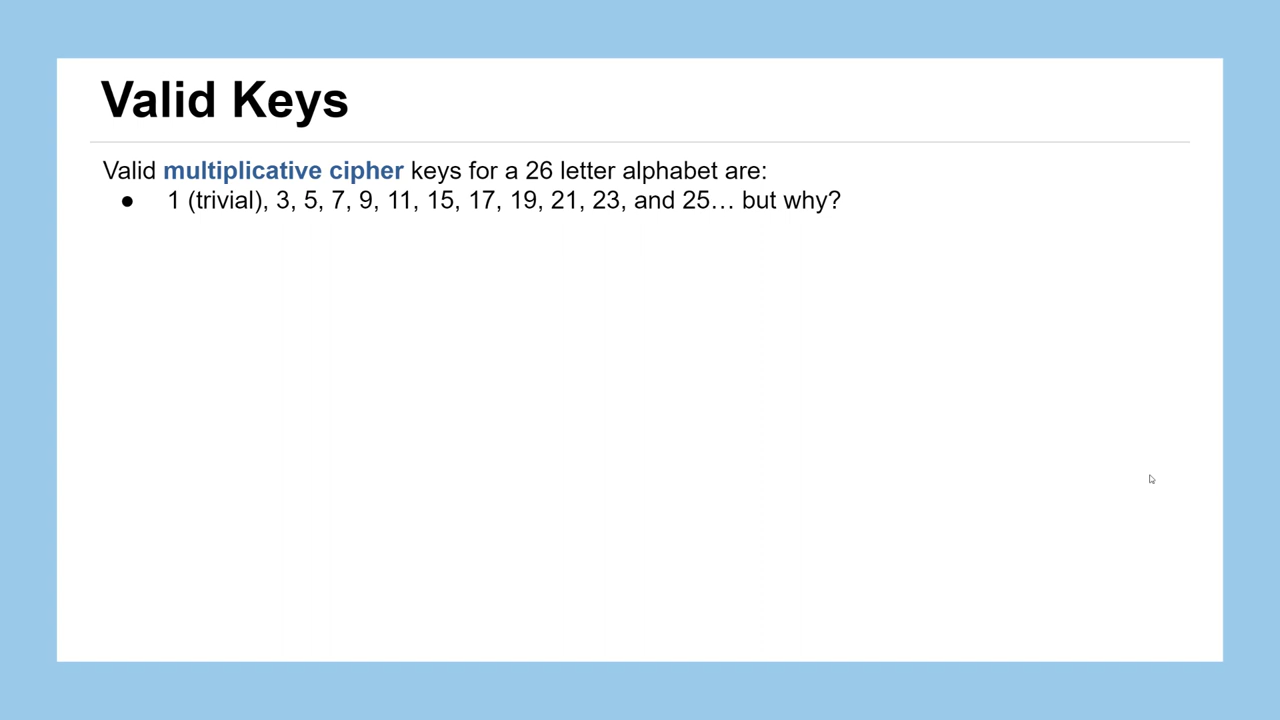 Valid Keys
Valid multiplicative cipher keys for a 26 letter alphabet are:
● 1 (trivial), 3, 5, 7, 9, 11, 15, 17, 19, 21, 23, and 25… but why?